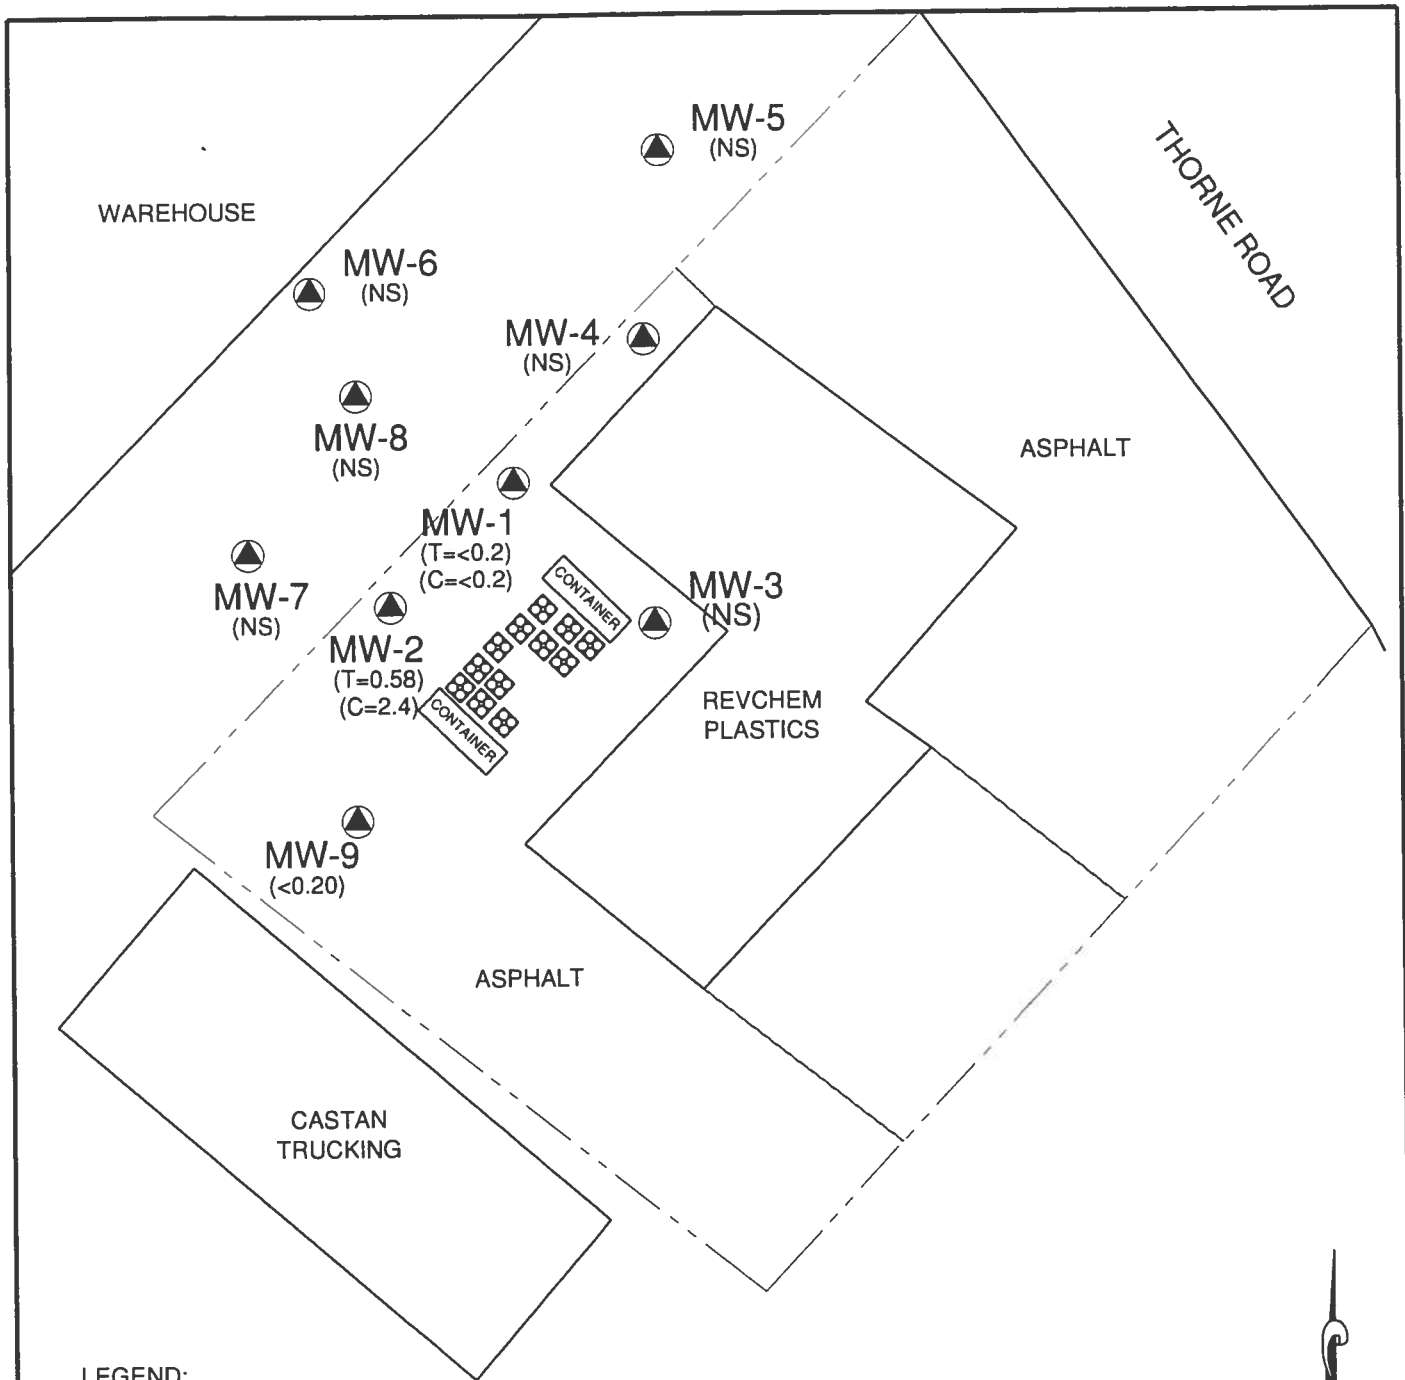 MW-5
(NS)
THORNE ROAD
WAREHOUSE
MW-6
(NS)
MW-4
(NS)
MW-8
(NS)
ASPHALT
MW-1
(T=<0.2)
(C=<0.2)
CONTAINER
MW-3
(NS)
MW-7
(NS)
MW-2
(T=0.58)
(C=2.4)
CONTAINER
REVCHEM
PLASTICS
MW-9
(<0.20)
ASPHALT
CASTAN
TRUCKING
LEGEND: